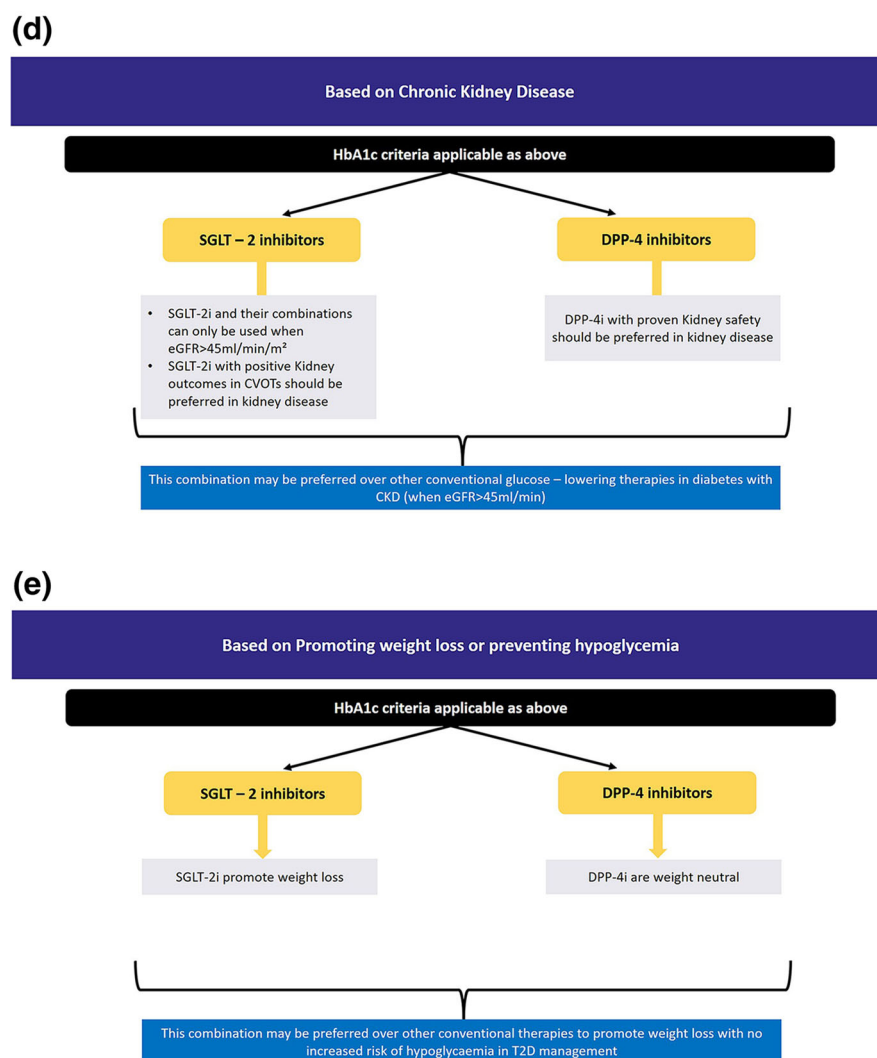 (d)
Based on Chronic Kidney Disease
HbA1c criteria applicable as above
SGLT – 2 inhibitors
• SGLT-2i and their combinations
can only be used when
eGFR>45ml/min/m²
• SGLT-2i with positive Kidney
outcomes in CVOTs should be
preferred in kidney disease
DPP-4 inhibitors
DPP-4i with proven Kidney safety
should be preferred in kidney disease
This combination may be preferred over other conventional glucose – lowering therapies in diabetes with
CKD (when eGFR>45ml/min)
(e)
Based on Promoting weight loss or preventing hypoglycemia
HbA1c criteria applicable as above
SGLT – 2 inhibitors
SGLT-2i promote weight loss
DPP-4 inhibitors
DPP-4i are weight neutral
This combination may be preferred over other conventional therapies to promote weight loss with no
increased risk of hypoglycaemia in T2D management